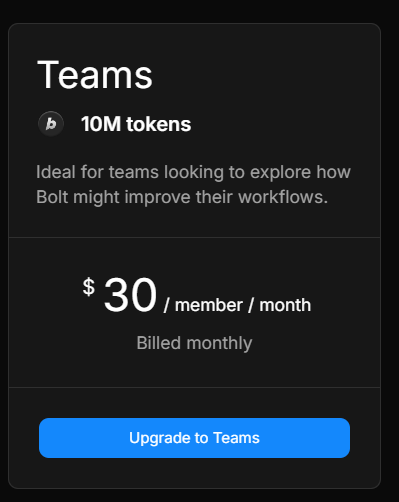 Teams
b 10M tokens
Ideal for teams looking to explore how
Bolt might improve their workflows.
$ 30 / member / month
Billed monthly
Upgrade to Teams